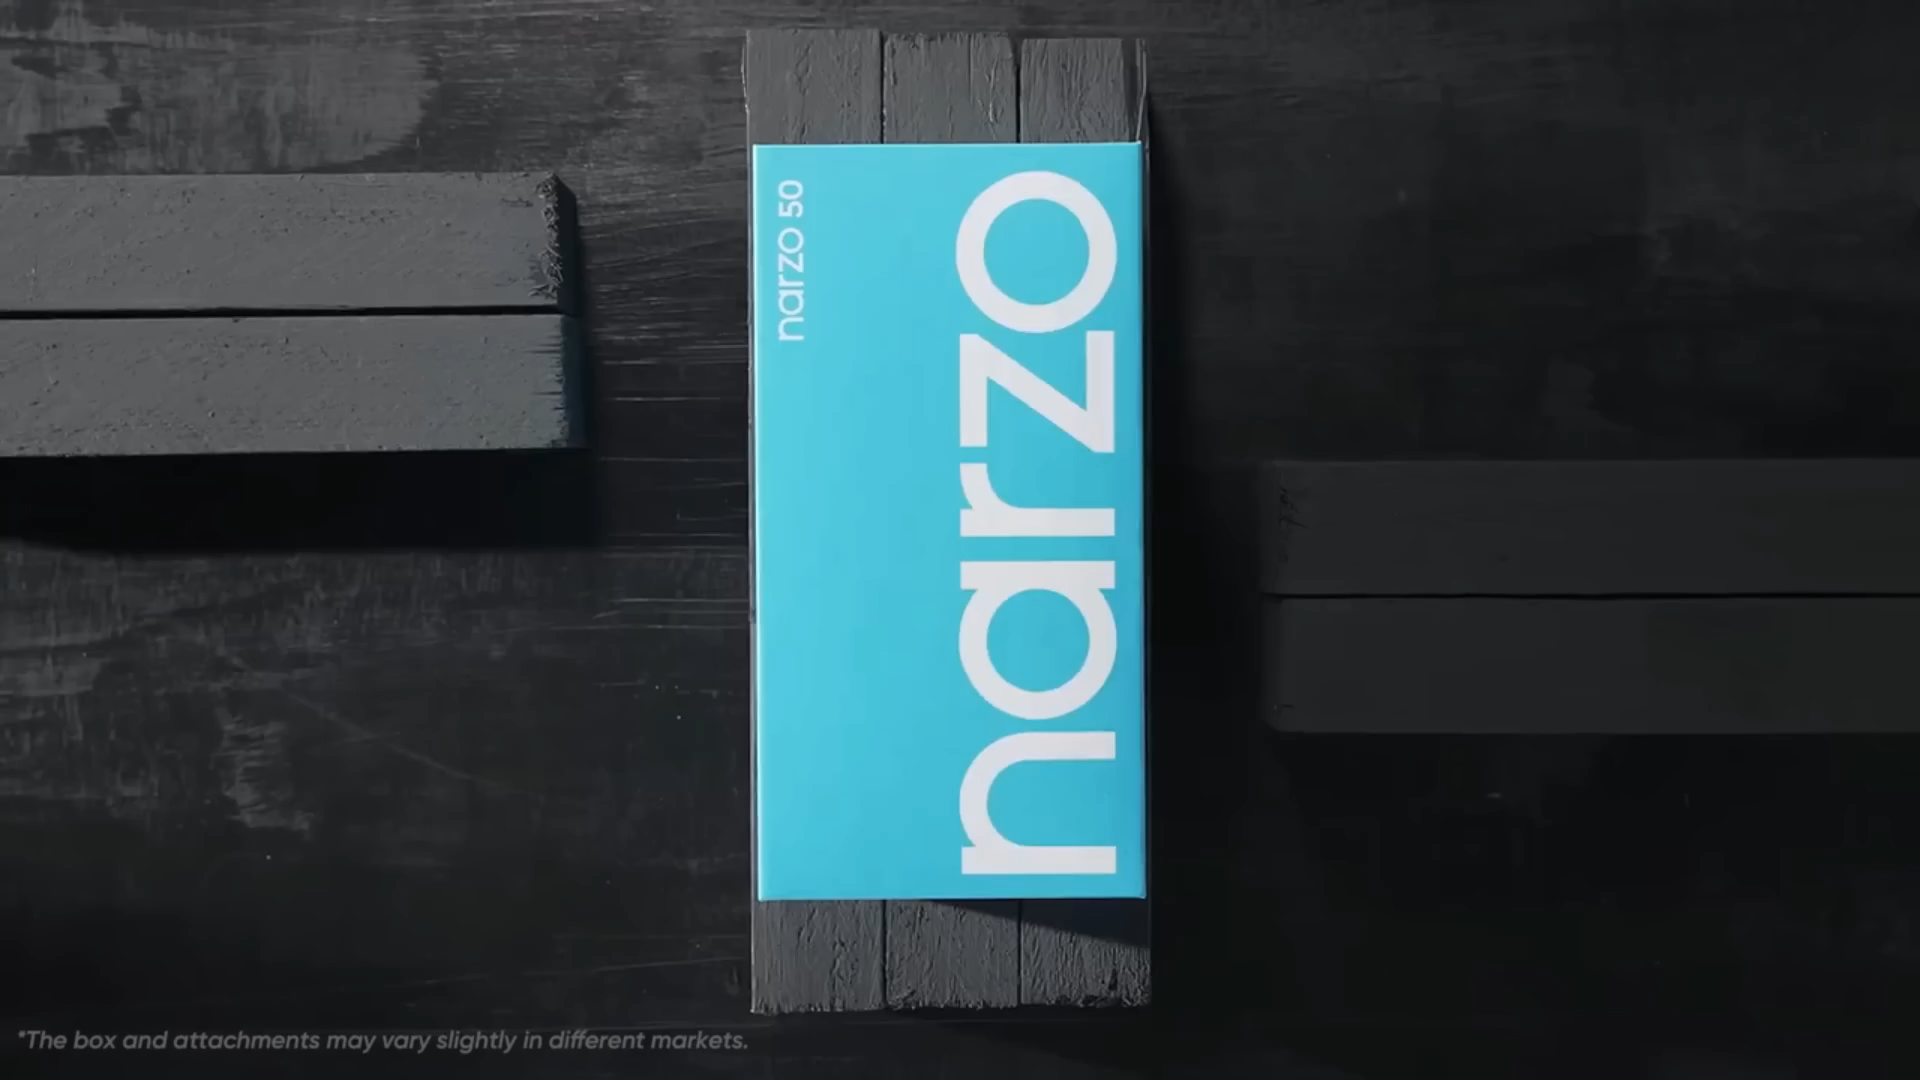 narzo 50
narzo
*The box and attachments may vary slightly in different markets.